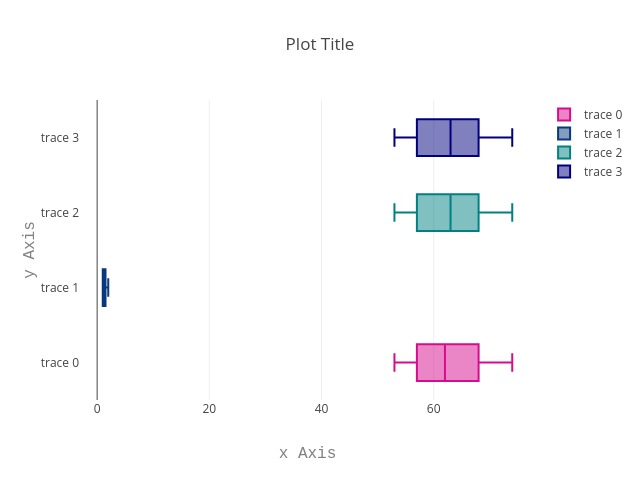 Plot Title
trace 3
trace 2
trace 1
trace 0
y Axis
0
20
40
60
x Axis
trace 0
trace 1
trace 2
trace 3